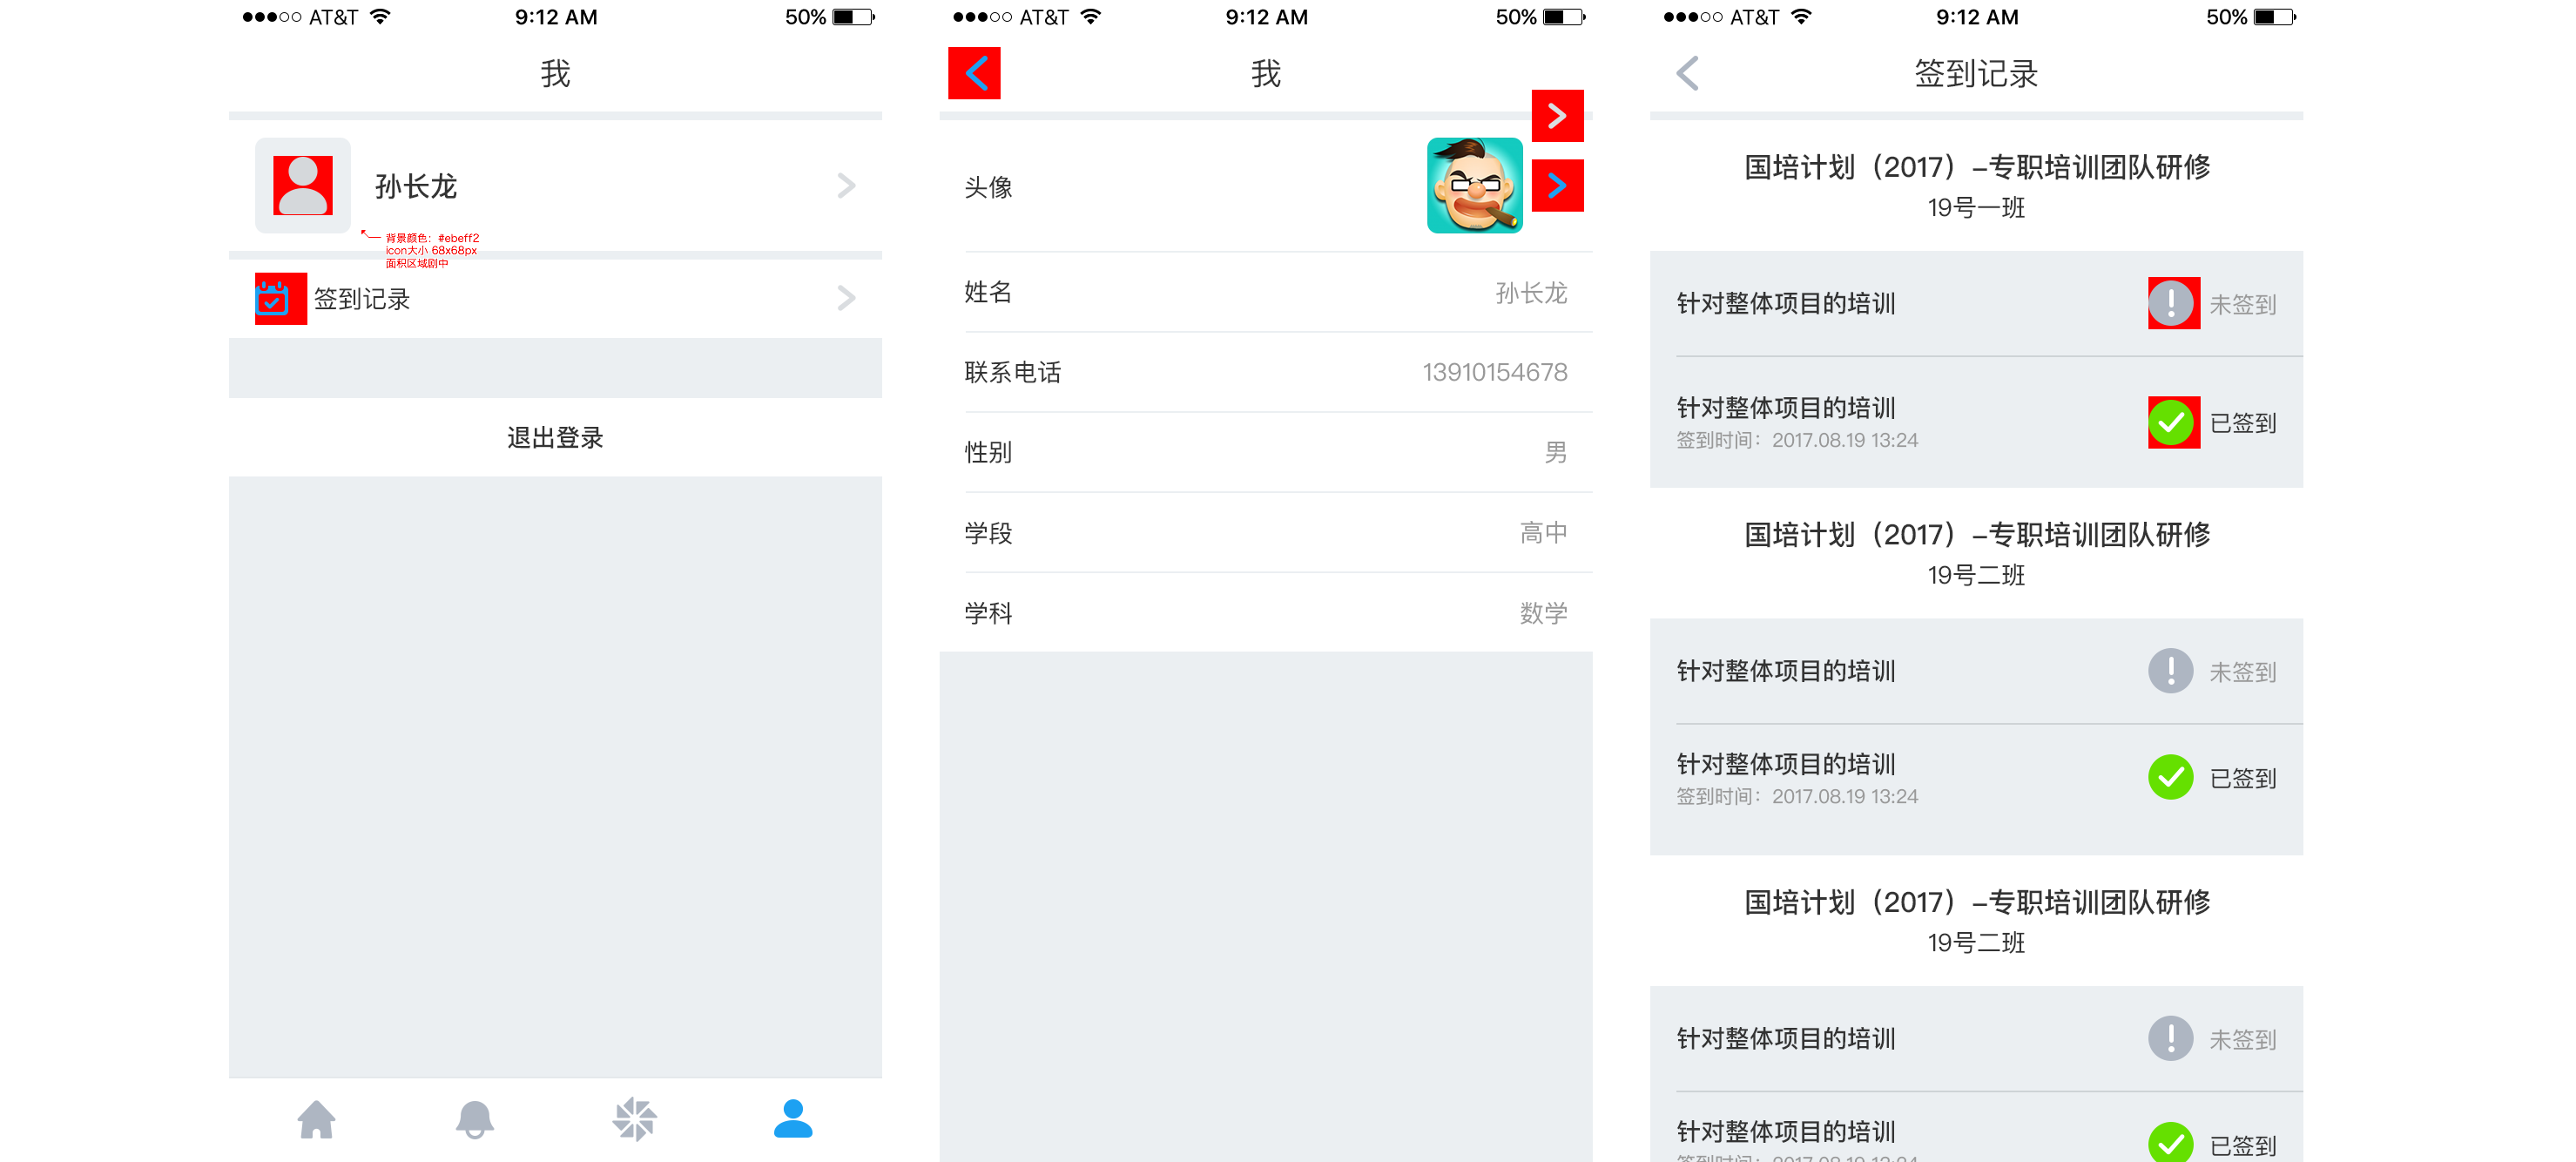 AT&T 9:12 AM 50%
我
孙长龙
背景颜色：#ebeff2
icon大小 68x68px
面积区域剧中
签到记录
退出登录
AT&T 9:12 AM 50%
我
头像
姓名 孙长龙
联系电话 13910154678
性别 男
学段 高中
学科 数学
AT&T 9:12 AM 50%
签到记录
国培计划（2017）–专职培训团队研修
19号一班
针对整体项目的培训 未签到
针对整体项目的培训
签到时间：2017.08.19 13:24 已签到
国培计划（2017）–专职培训团队研修
19号二班
针对整体项目的培训 未签到
针对整体项目的培训
签到时间：2017.08.19 13:24 已签到
国培计划（2017）–专职培训团队研修
19号二班
针对整体项目的培训 未签到
针对整体项目的培训 已签到